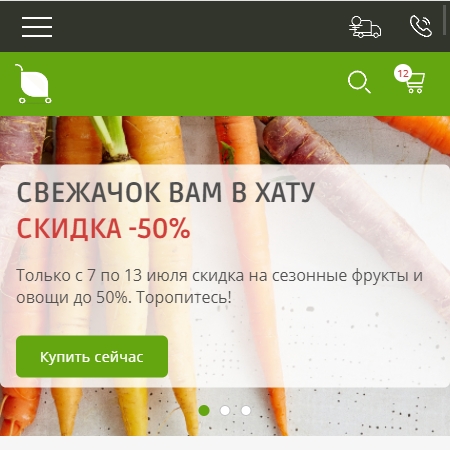 12
СВЕЖАЧОК ВАМ В ХАТУ
СКИДКА -50%
Только с 7 по 13 июля скидка на сезонные фрукты и
овощи до 50%. Торопитесь!
Купить сейчас